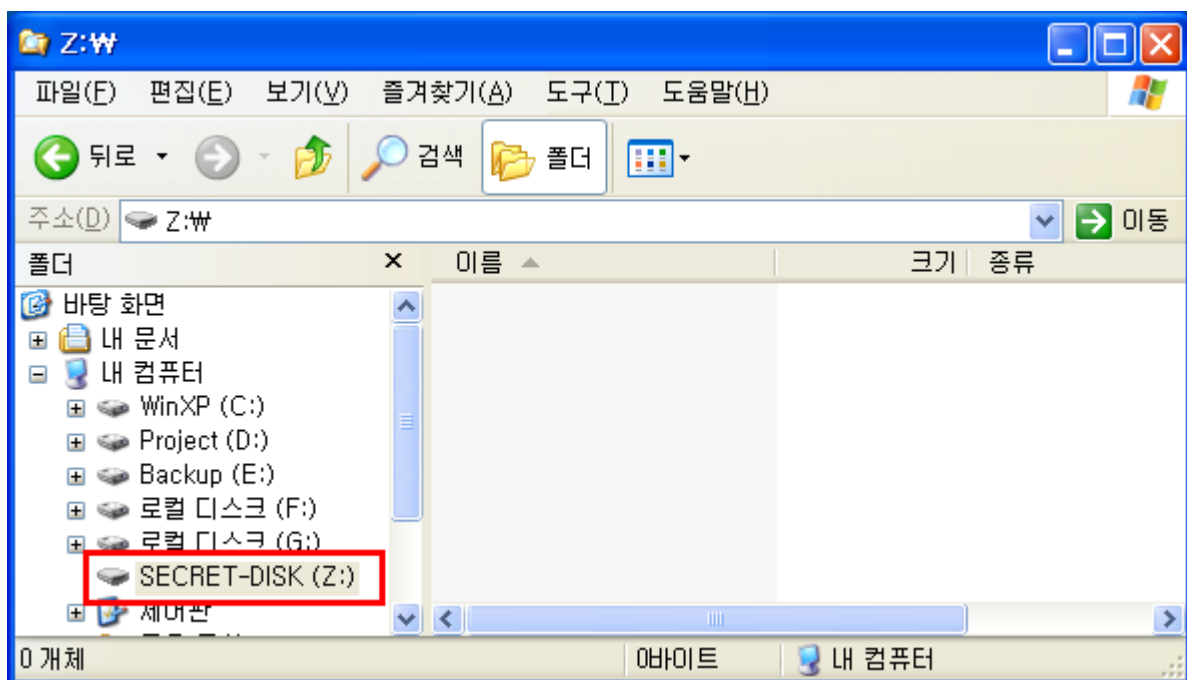 Z:₩
파일(F) 편집(E) 보기(V) 즐겨찾기(A) 도구(T) 도움말(H)
뒤로 검색 폴더
주소(D) Z:₩ 이동
폴더 x 이름 크기 종류
바탕 화면
내 문서
내 컴퓨터
WinXP (C:)
Project (D:)
Backup (E:)
로컬 디스크 (F:)
로컬 디스크 (G:)
SECRET-DISK (Z:)
제어판
0 개체 0바이트 내 컴퓨터